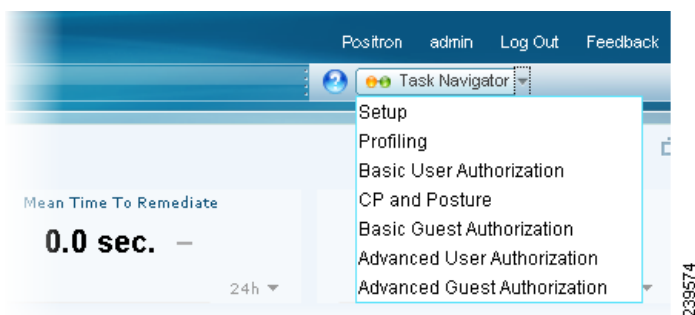 Positron admin Log Out Feedback
Task Navigator
Setup
Profiling
Basic User Authorization
CP and Posture
Basic Guest Authorization
Advanced User Authorization
Advanced Guest Authorization
Mean Time To Remediate
0.0 sec. –
24h
239574